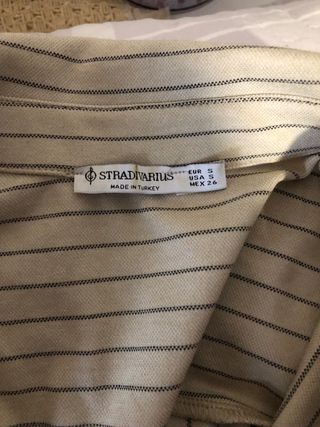 STRADIVARIUS
MADE IN TURKEY
EUR S
USA S
MEX 26